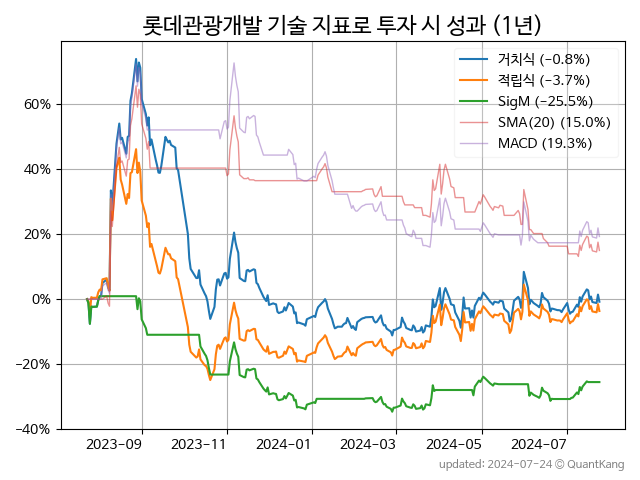 롯데관광개발 기술 지표로 투자 시 성과 (1년)
거치식 (−0.8%)
적립식 (−3.7%)
SigM (−25.5%)
SMA(20) (15.0%)
MACD (19.3%)
60%
40%
20%
0%
−20%
−40%
2023−09 2023−11 2024−01 2024−03 2024−05 2024−07
updated: 2024−07−24 © QuantKang